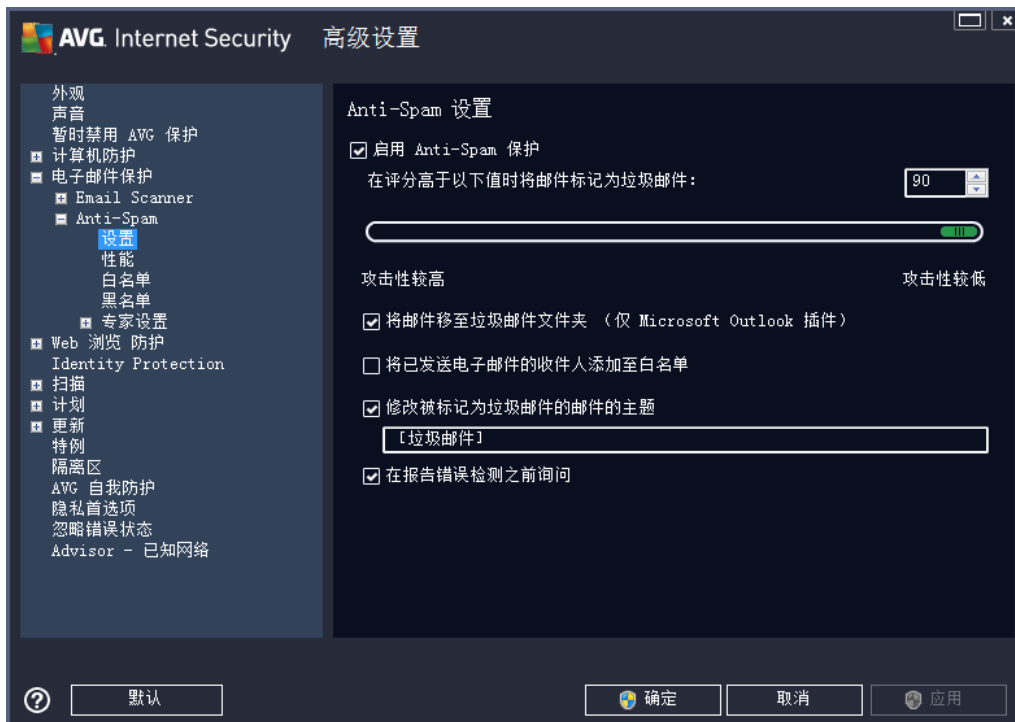 AVG Internet Security 高级设置
外观
声音
暂时禁用 AVG 保护
计算机防护
电子邮件保护
Email Scanner
Anti-Spam
设置
性能
白名单
黑名单
专家设置
Web 浏览 防护
Identity Protection
扫描
计划
更新
特例
隔离区
AVG 自我防护
隐私首选项
忽略错误状态
Advisor - 已知网络
Anti-Spam 设置
启用 Anti-Spam 保护
在评分高于以下值时将邮件标记为垃圾邮件: 90
攻击性较高 攻击性较低
将邮件移至垃圾邮件文件夹 （仅 Microsoft Outlook 插件）
将已发送电子邮件的收件人添加至白名单
修改被标记为垃圾邮件的邮件的主题
[垃圾邮件]
在报告错误检测之前询问
? 默认 确定 取消 应用